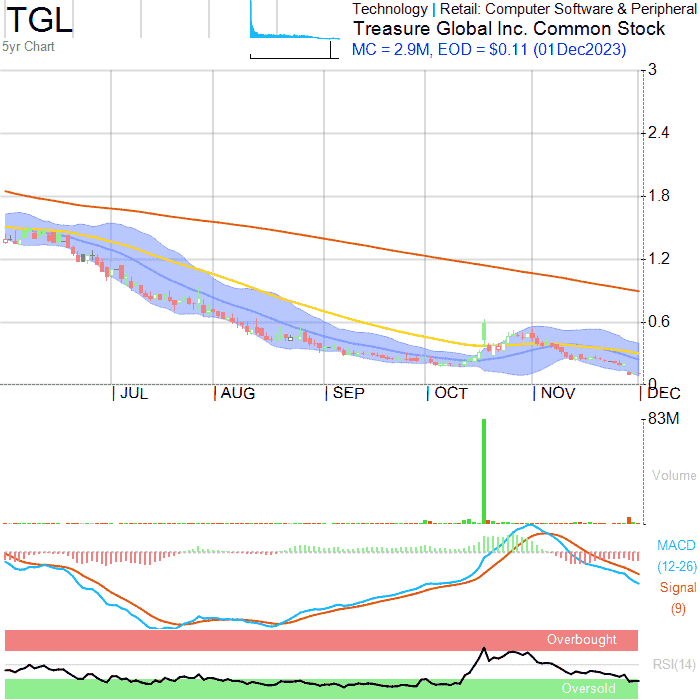 TGL
5yr Chart
Technology | Retail: Computer Software & Peripheral
Treasure Global Inc. Common Stock
MC = 2.9M, EOD = $0.11 (01Dec2023)
3
2.4
1.8
1.2
0.6
0
JUL AUG SEP OCT NOV DEC
83M
Volume
MACD
(12-26)
Signal
(9)
Overbought
RSI(14)
Oversold